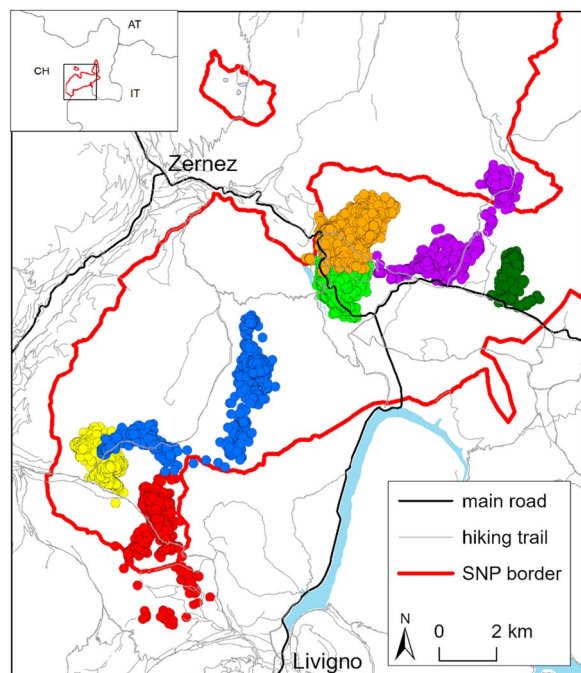 AT
CH
IT
Zernez
main road
hiking trail
SNP border
N
0 2 km
Livigno